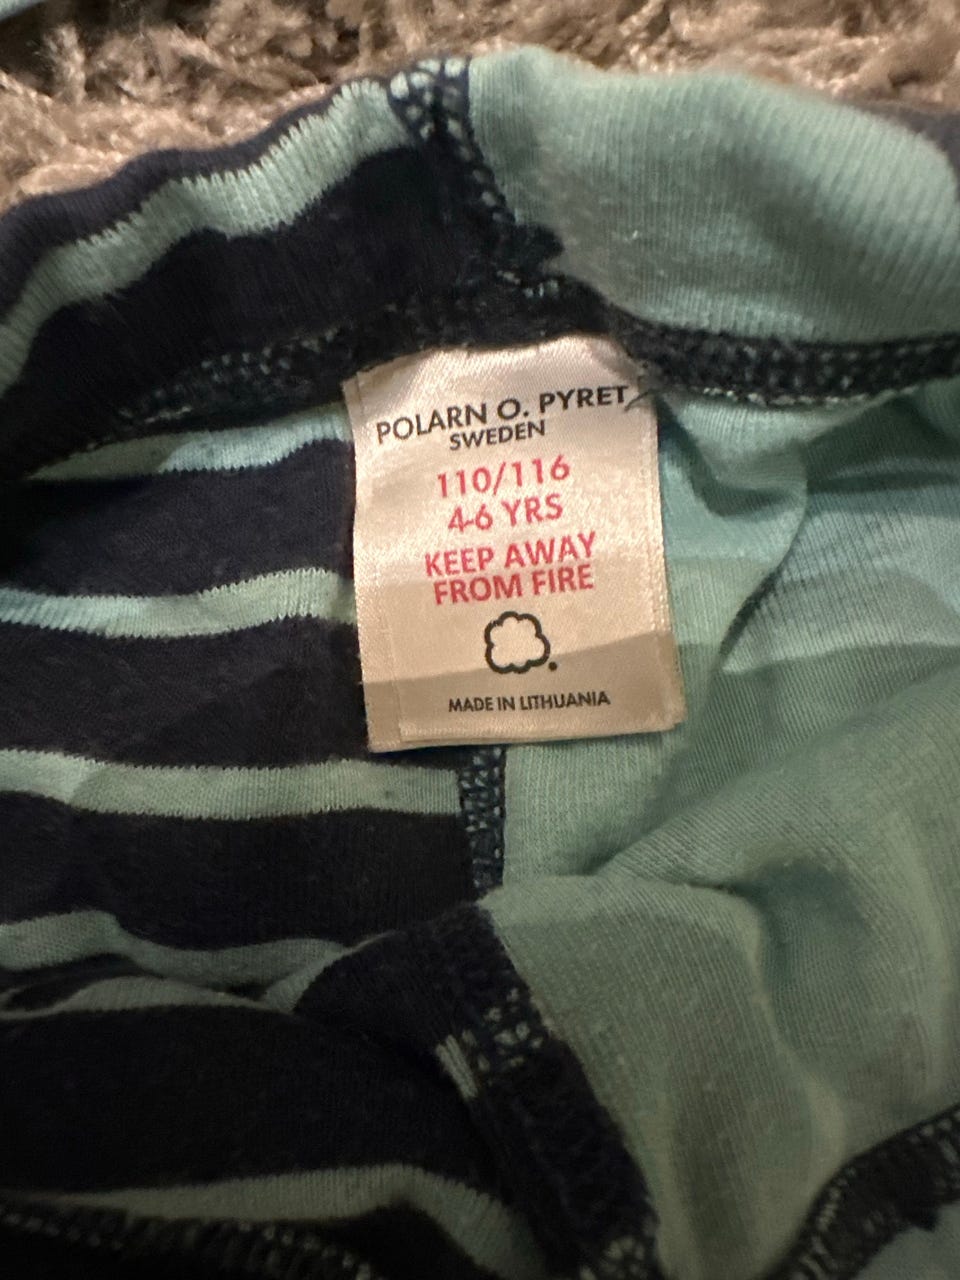 POLARN O. PYRET
SWEDEN
110/116
4-6 YRS
KEEP AWAY
FROM FIRE
MADE IN LITHUANIA